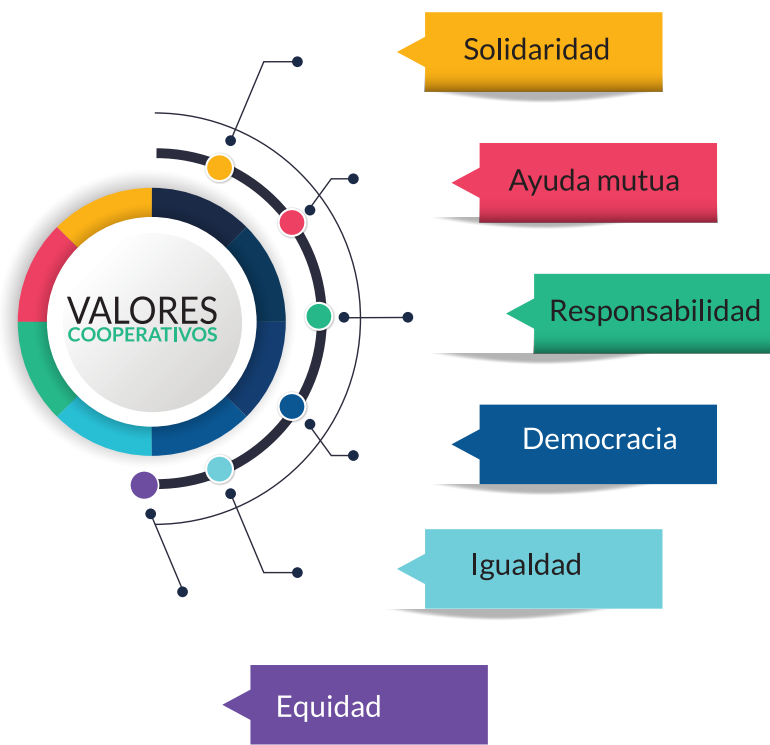 VALORES
COOPERATIVOS
Solidaridad
Ayuda mutua
Responsabilidad
Democracia
Igualdad
Equidad